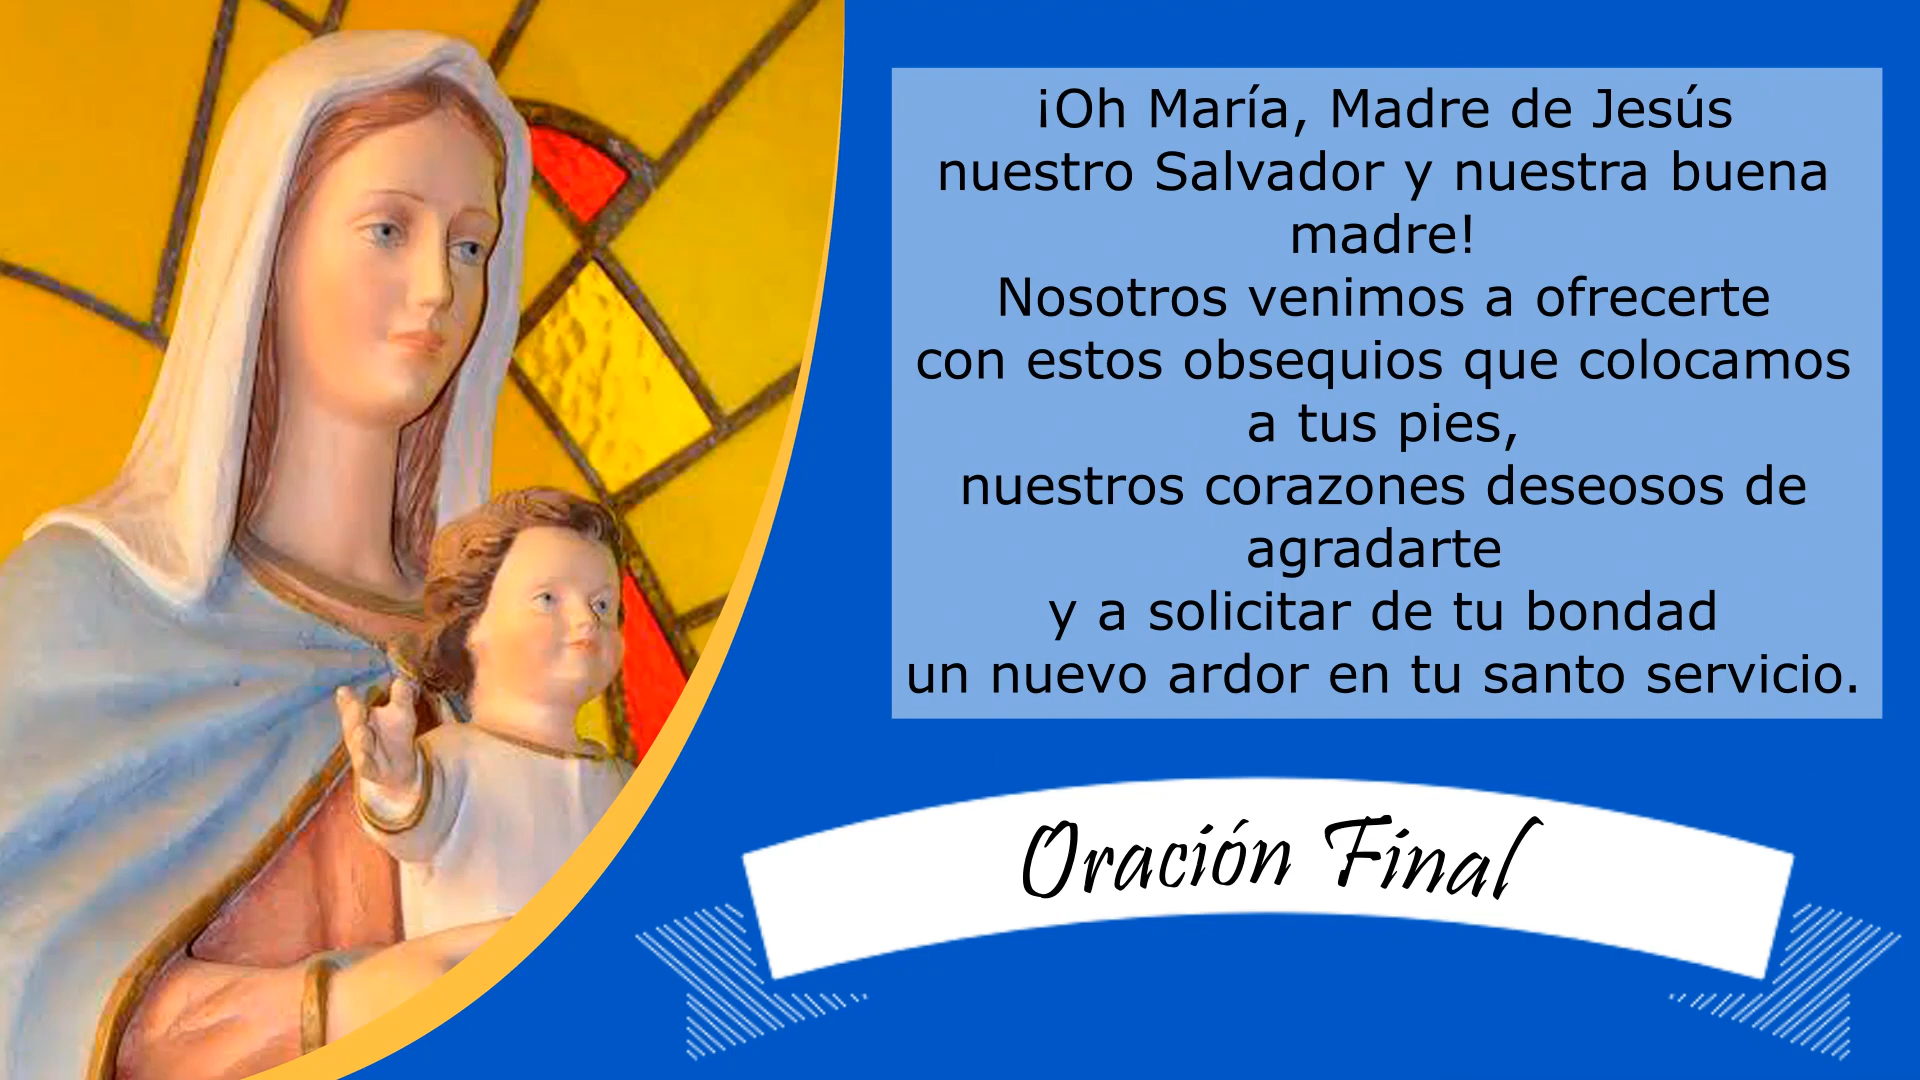 ¡Oh María, Madre de Jesús
nuestro Salvador y nuestra buena
madre!
Nosotros venimos a ofrecerte
con estos obsequios que colocamos
a tus pies,
nuestros corazones deseosos de
agradarte
y a solicitar de tu bondad
un nuevo ardor en tu santo servicio.
Oración Final